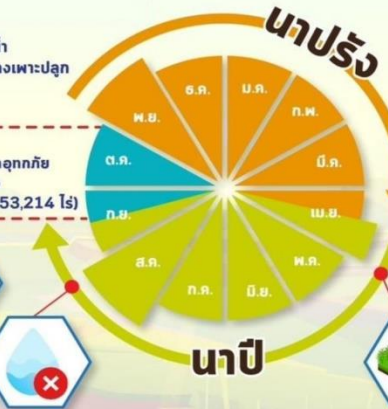 นาปรัง
งเพาะปลูก
ธ.ค.
ม.ค.
พ.ย.
ก.พ.
ต.ค.
มี.ค.
อุทกภัย
53,214 ไร่)
ก.ย.
เม.ย.
ส.ค.
พ.ค.
ก.ค.
มิ.ย.
นาปี